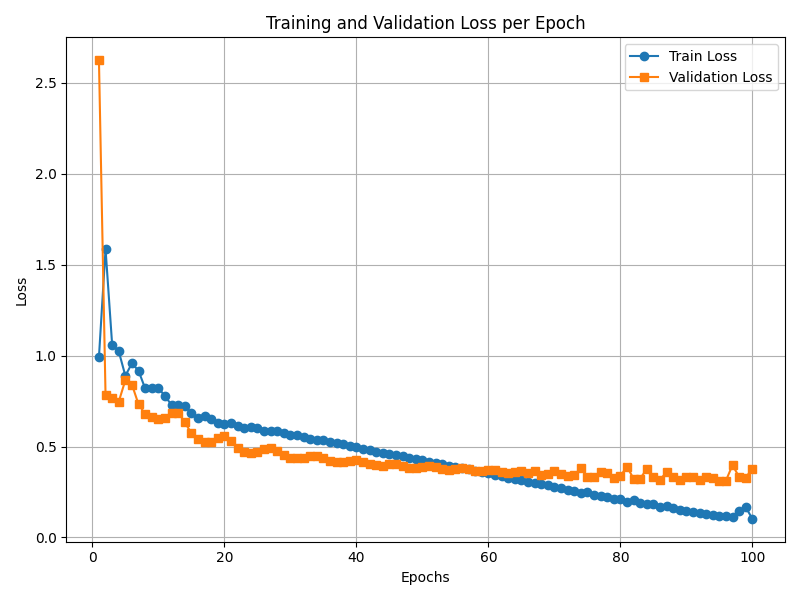 Training and Validation Loss per Epoch
Train Loss
Validation Loss
2.5
2.0
1.5
1.0
0.5
0.0
Loss
0 20 40 60 80 100
Epochs